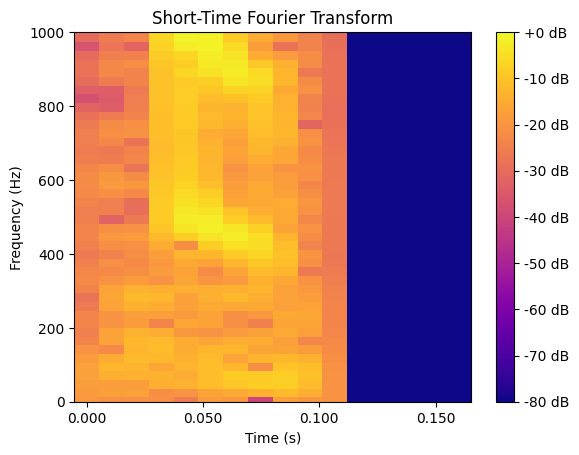 Short-Time Fourier Transform
1000
800
600
400
200
0
Frequency (Hz)
0.000
0.050
0.100
0.150
Time (s)
+0 dB
-10 dB
-20 dB
-30 dB
-40 dB
-50 dB
-60 dB
-70 dB
-80 dB